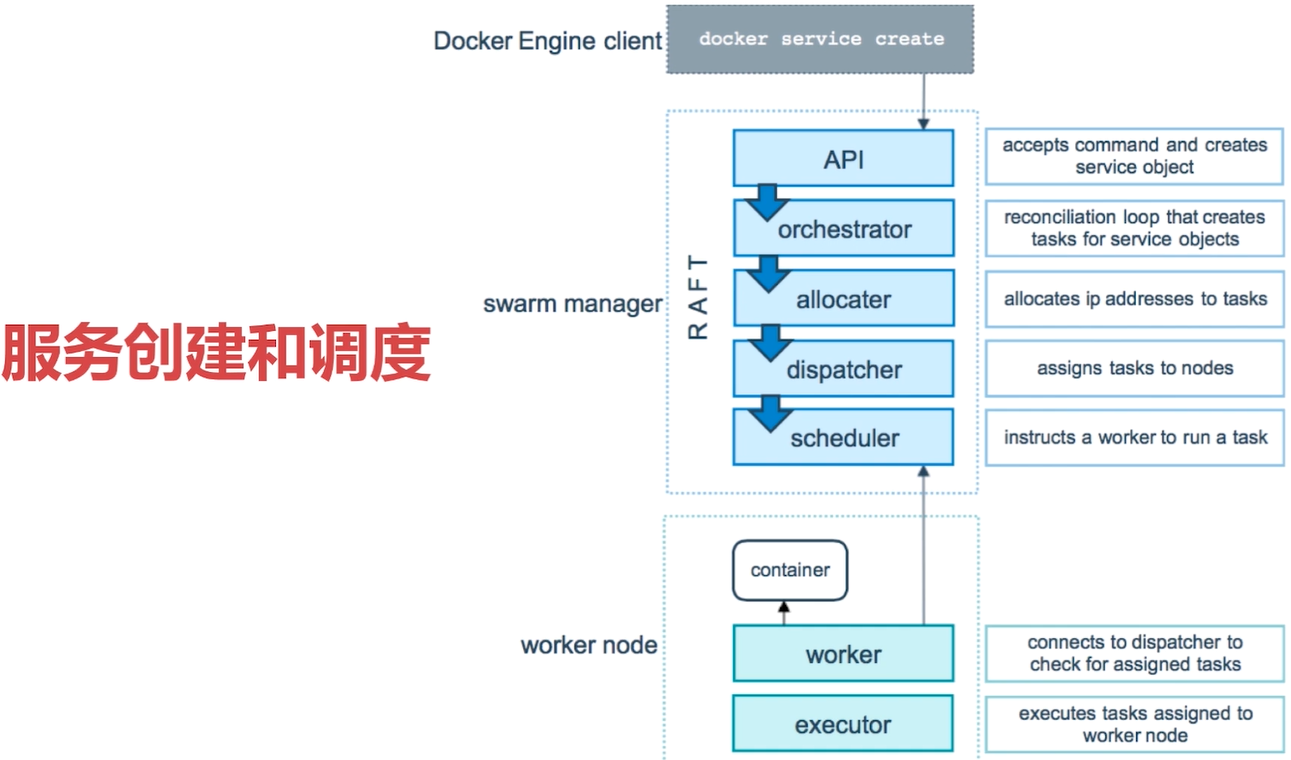 Docker Engine client
docker service create
API
accepts command and creates
service object
orchestrator
reconciliation loop that creates
tasks for service objects
swarm manager
RAFT
allocater
allocates ip addresses to tasks
服务创建和调度
dispatcher
assigns tasks to nodes
scheduler
instructs a worker to run a task
container
worker node
worker
connects to dispatcher to
check for assigned tasks
executor
executes tasks assigned to
worker node